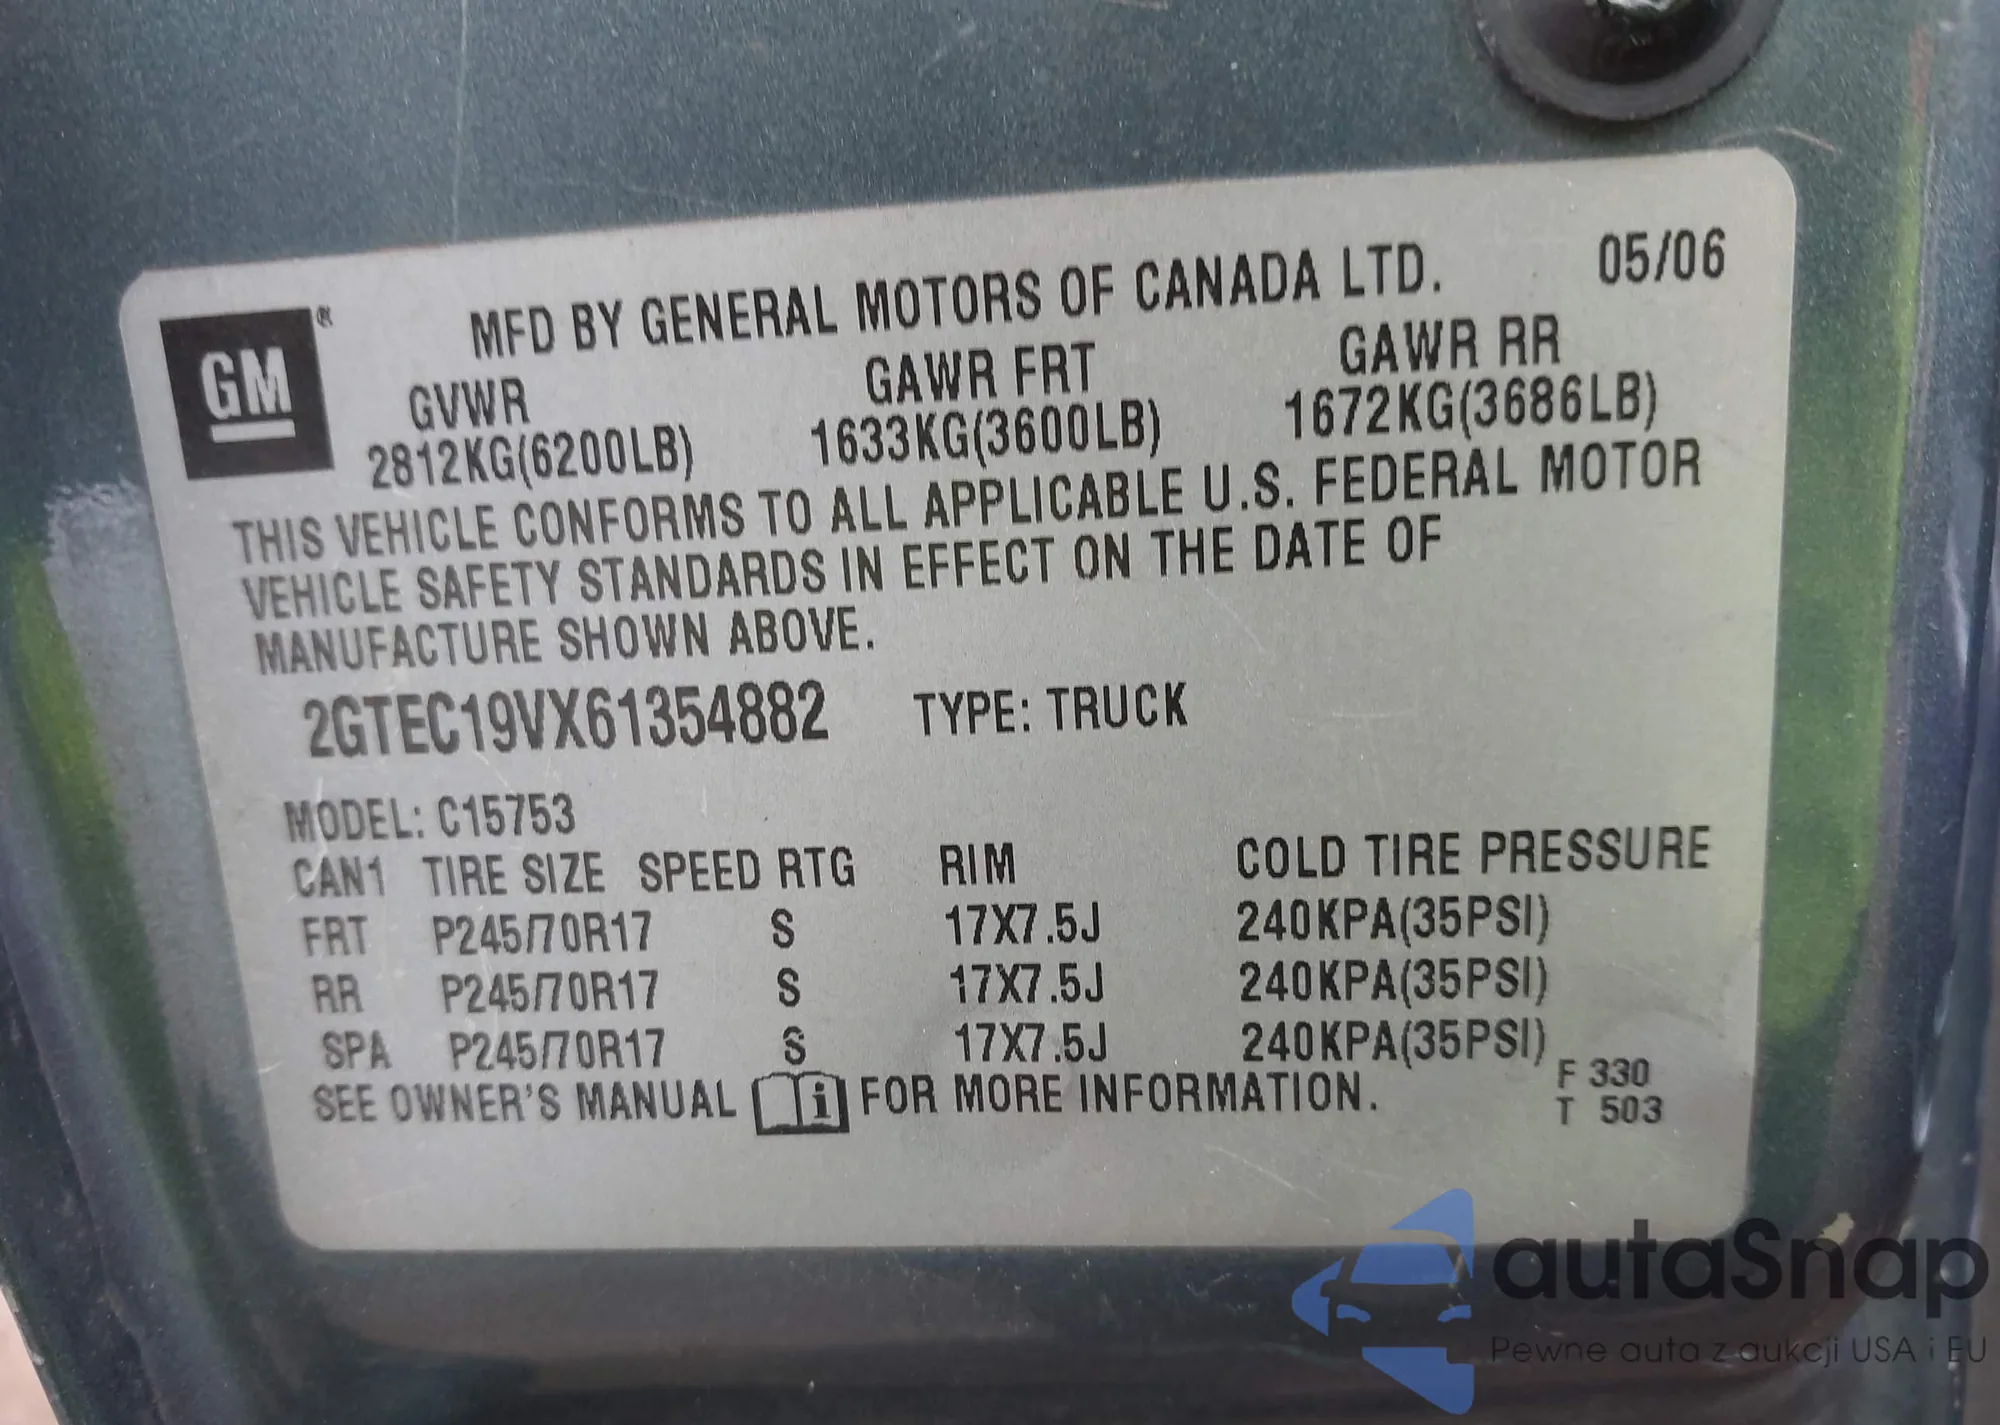 GM ®
MFD BY GENERAL MOTORS OF CANADA LTD. 05/06
GVWR GAWR FRT GAWR RR
2812KG(6200LB) 1633KG(3600LB) 1672KG(3686LB)
THIS VEHICLE CONFORMS TO ALL APPLICABLE U.S. FEDERAL MOTOR
VEHICLE SAFETY STANDARDS IN EFFECT ON THE DATE OF
MANUFACTURE SHOWN ABOVE.
2GTEC19VX61354882 TYPE: TRUCK
MODEL: C15753
CAN1 TIRE SIZE SPEED RTG RIM COLD TIRE PRESSURE
FRT P245/70R17 S 17X7.5J 240KPA(35PSI)
RR P245/70R17 S 17X7.5J 240KPA(35PSI)
SPA P245/70R17 S 17X7.5J 240KPA(35PSI)
SEE OWNER'S MANUAL i FOR MORE INFORMATION.
F 330
T 503
autaSnap
Pewne auta z aukcji USA i EU